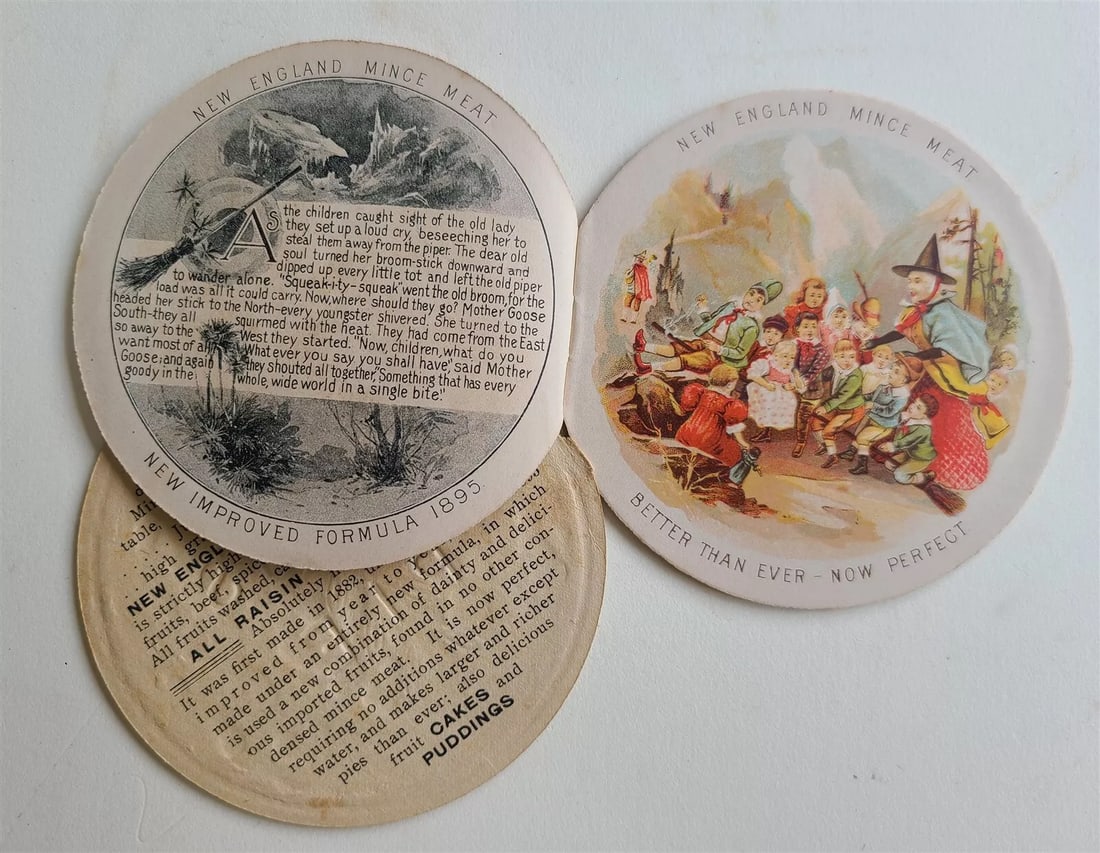 NEW ENGLAND MINCE MEAT
As the children caught sight of the old lady
they set up a loud cry, beseeching her to
steal them away from the piper. The dear old
soul turned her broom-stick downward and
dipped up every little tot and left the old piper
to wander alone. "Squeak-ity-squeak" went the old broom, for the
load was all it could carry. Now, where should they go? Mother Goose
headed her stick to the North-every youngster shivered. She turned to the
South-they all squirmed with the heat. They had come from the East
so away to the West they started. "Now, children, what do you
want most of all What ever you say you shall have," said Mother
Goose; and again they shouted all together, "Something that has every
goody in the whole, wide world in a single bite."
NEW IMPROVED FORMULA 1895.
NEW ENGLAND MINCE MEAT
BETTER THAN EVER - NOW PERFECT
table,
high
NEW ENGL
is strictly
fruits, beef, spic
All fruits washed,
ALL RAISIN
Absolutely
It was first made in 1882,
improved from year to
made under an entirely new formula, in which
is used a new combination of dainty and delici-
ous imported fruits, found in no other con-
densed mince meat. It is now perfect,
requiring no additions whatever except
water, and makes larger and richer
pies than ever; also delicious
fruit CAKES and
PUDDINGS